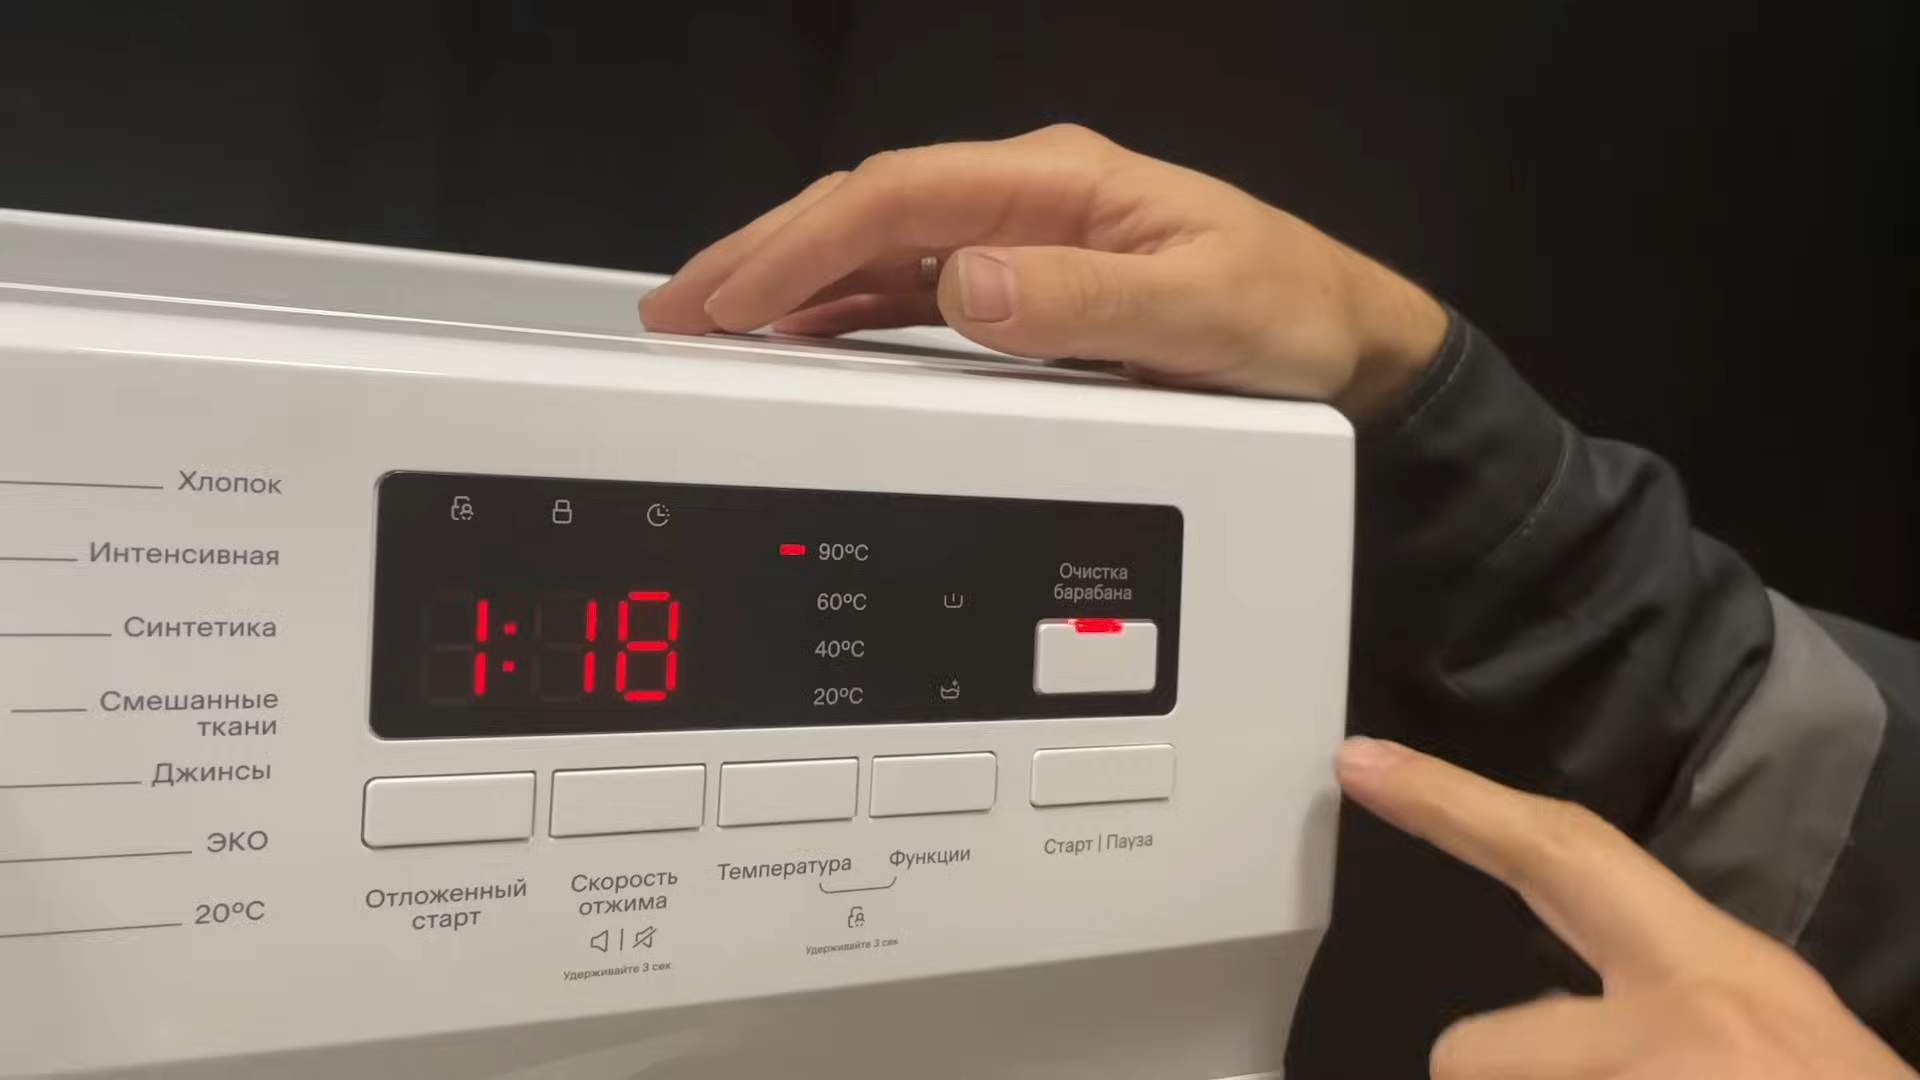 Хлопок
Интенсивная
Синтетика
Смешанные
ткани
Джинсы
ЭКО
20°C
1:18
90°C
60°C
40°C
20°C
Очистка
барабана
Отложенный
старт
Скорость
отжима
Удерживайте 3 сек
Температура
Функции
Удерживайте 3 сек
Старт | Пауза